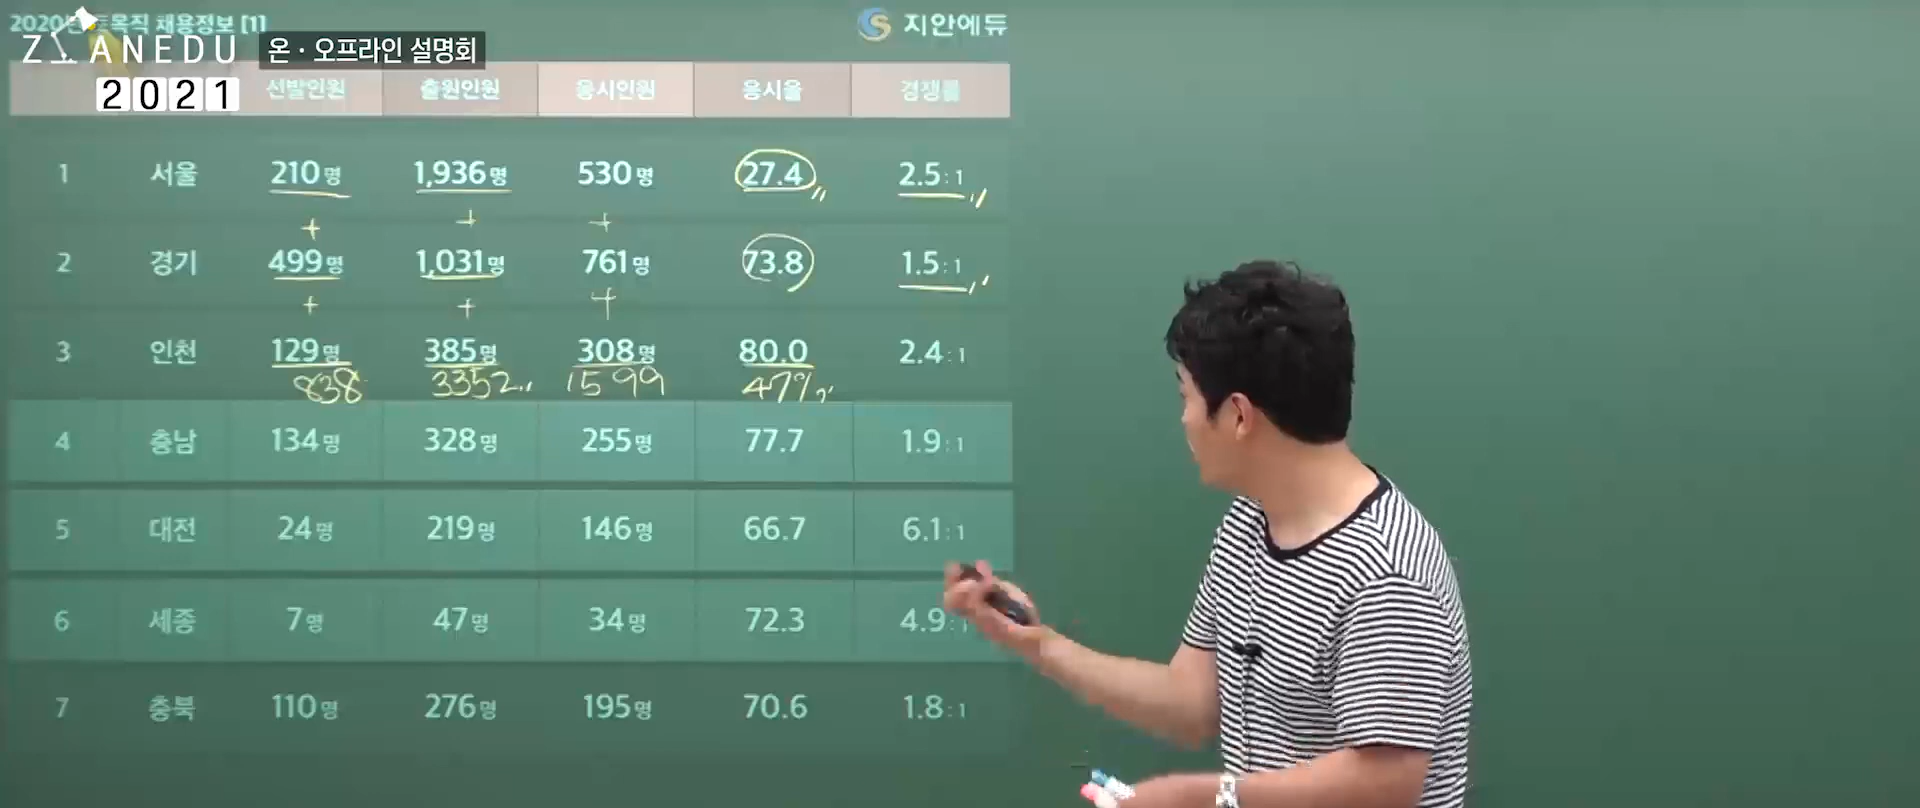 2020년 토목직 채용정보 [1]
지안에듀
ZIANEDU 온·오프라인 설명회
2021
선발인원 출원인원 응시인원 응시율 경쟁률
1 서울 210명 1,936명 530명 27.4 2.5:1
+ + +
2 경기 499명 1,031명 761명 73.8 1.5:1
+ + +
3 인천 129명 385명 308명 80.0 2.4:1
838 3352 1599 47%
4 충남 134명 328명 255명 77.7 1.9:1
5 대전 24명 219명 146명 66.7 6.1:1
6 세종 7명 47명 34명 72.3 4.9:1
7 충북 110명 276명 195명 70.6 1.8:1